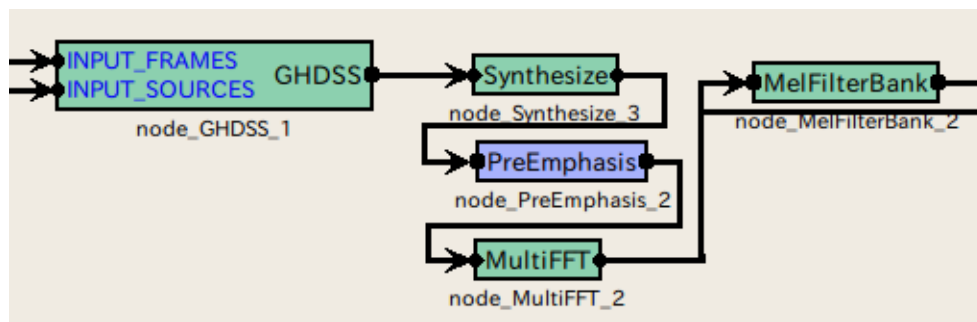 INPUT_FRAMES
INPUT_SOURCES
GHDSS
node_GHDSS_1
Synthesize
node_Synthesize_3
PreEmphasis
node_PreEmphasis_2
MultiFFT
node_MultiFFT_2
MelFilterBank
node_MelFilterBank_2